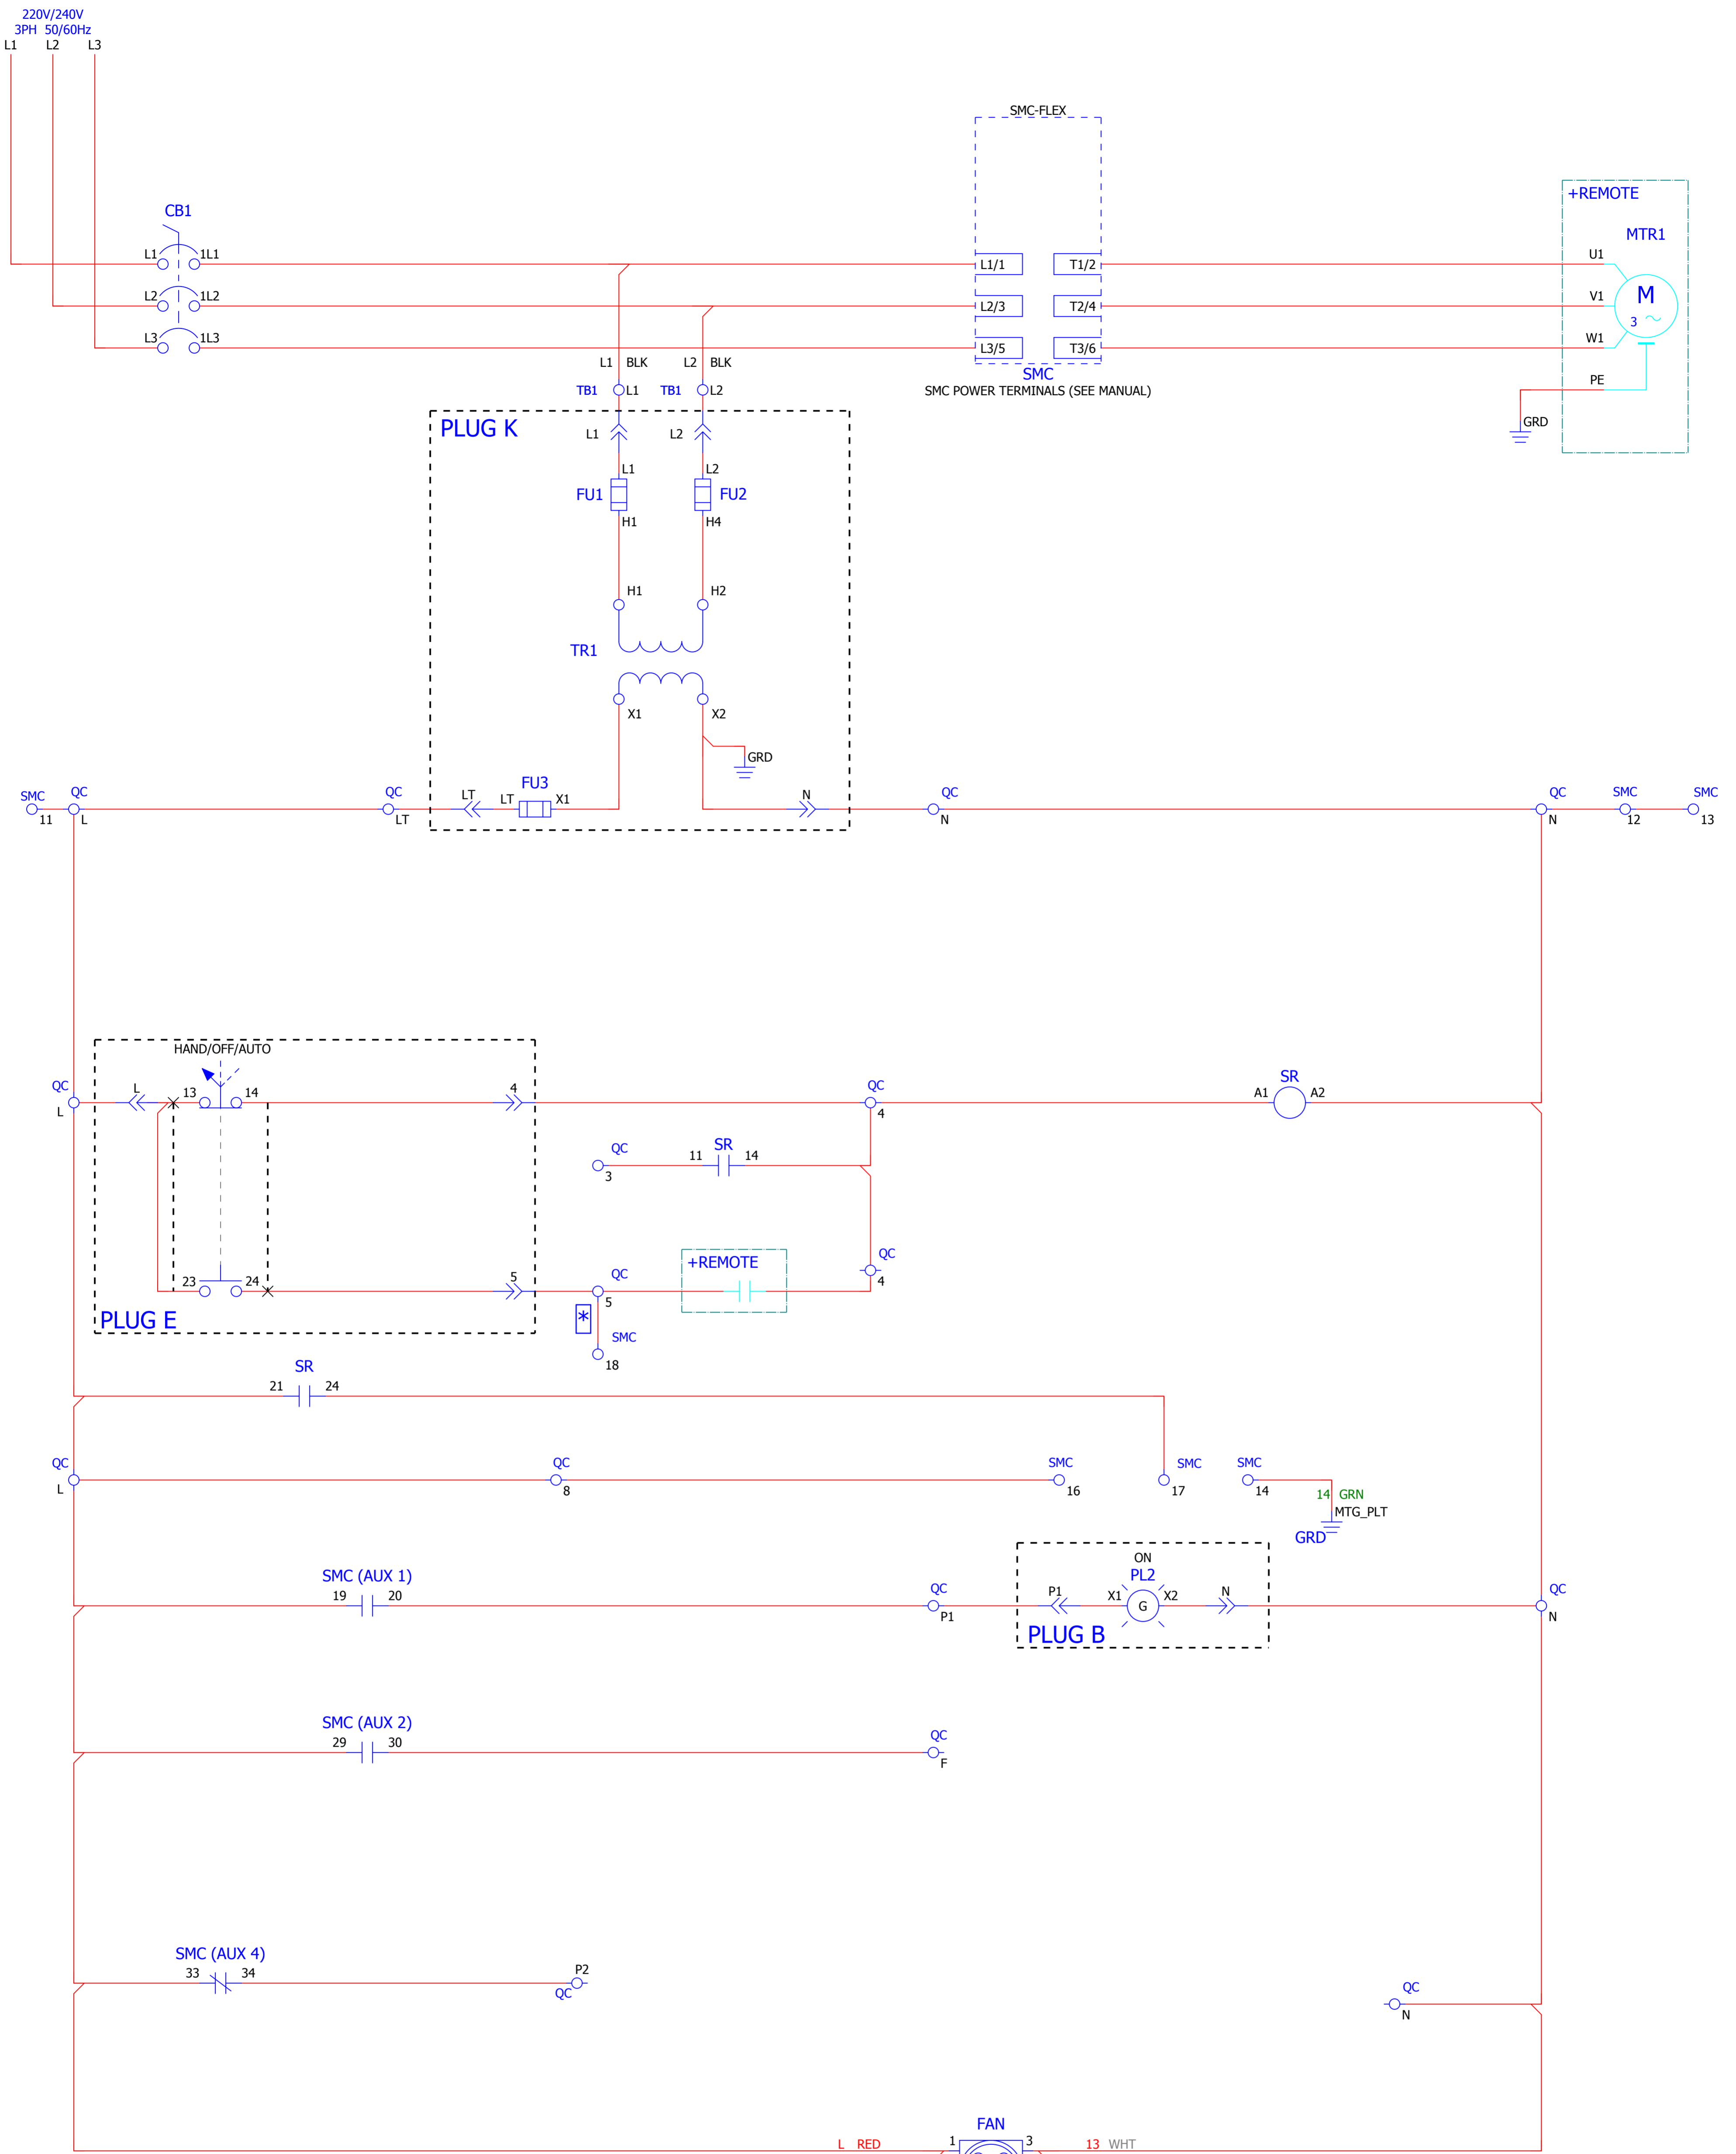 220V/240V
3PH 50/60Hz
L1 L2 L3
SMC-FLEX
+REMOTE
CB1
MTR1
L1 1L1
L1/1 T1/2
U1
L2 1L2
L2/3 T2/4
V1
M
3
L3 1L3
L3/5 T3/6
W1
L1 BLK L2 BLK
SMC
PE
TB1 L1 TB1 L2
SMC POWER TERMINALS (SEE MANUAL)
PLUG K
L1 L2
GRD
L1 L2
FU1 FU2
H1 H4
H1 H2
TR1
X1 X2
GRD
FU3
SMC QC QC
LT LT X1 N
QC QC SMC SMC
11 L LT N N 12 13
HAND/OFF/AUTO
QC L 13 14 4 QC SR
A1 A2
L 4
QC SR
11 14
3
+REMOTE QC
23 24 5 QC 4
5
PLUG E
*
SMC
18
SR
21 24
QC QC SMC SMC SMC
L 8 16 17 14
14 GRN
MTG_PLT
GRD
ON
SMC (AUX 1)
PL2
19 20 QC P1 X1 G X2 N QC
P1 N
PLUG B
SMC (AUX 2)
29 30 QC
F
SMC (AUX 4)
33 34 P2
QC QC
N
FAN
L RED 1 3 13 WHT